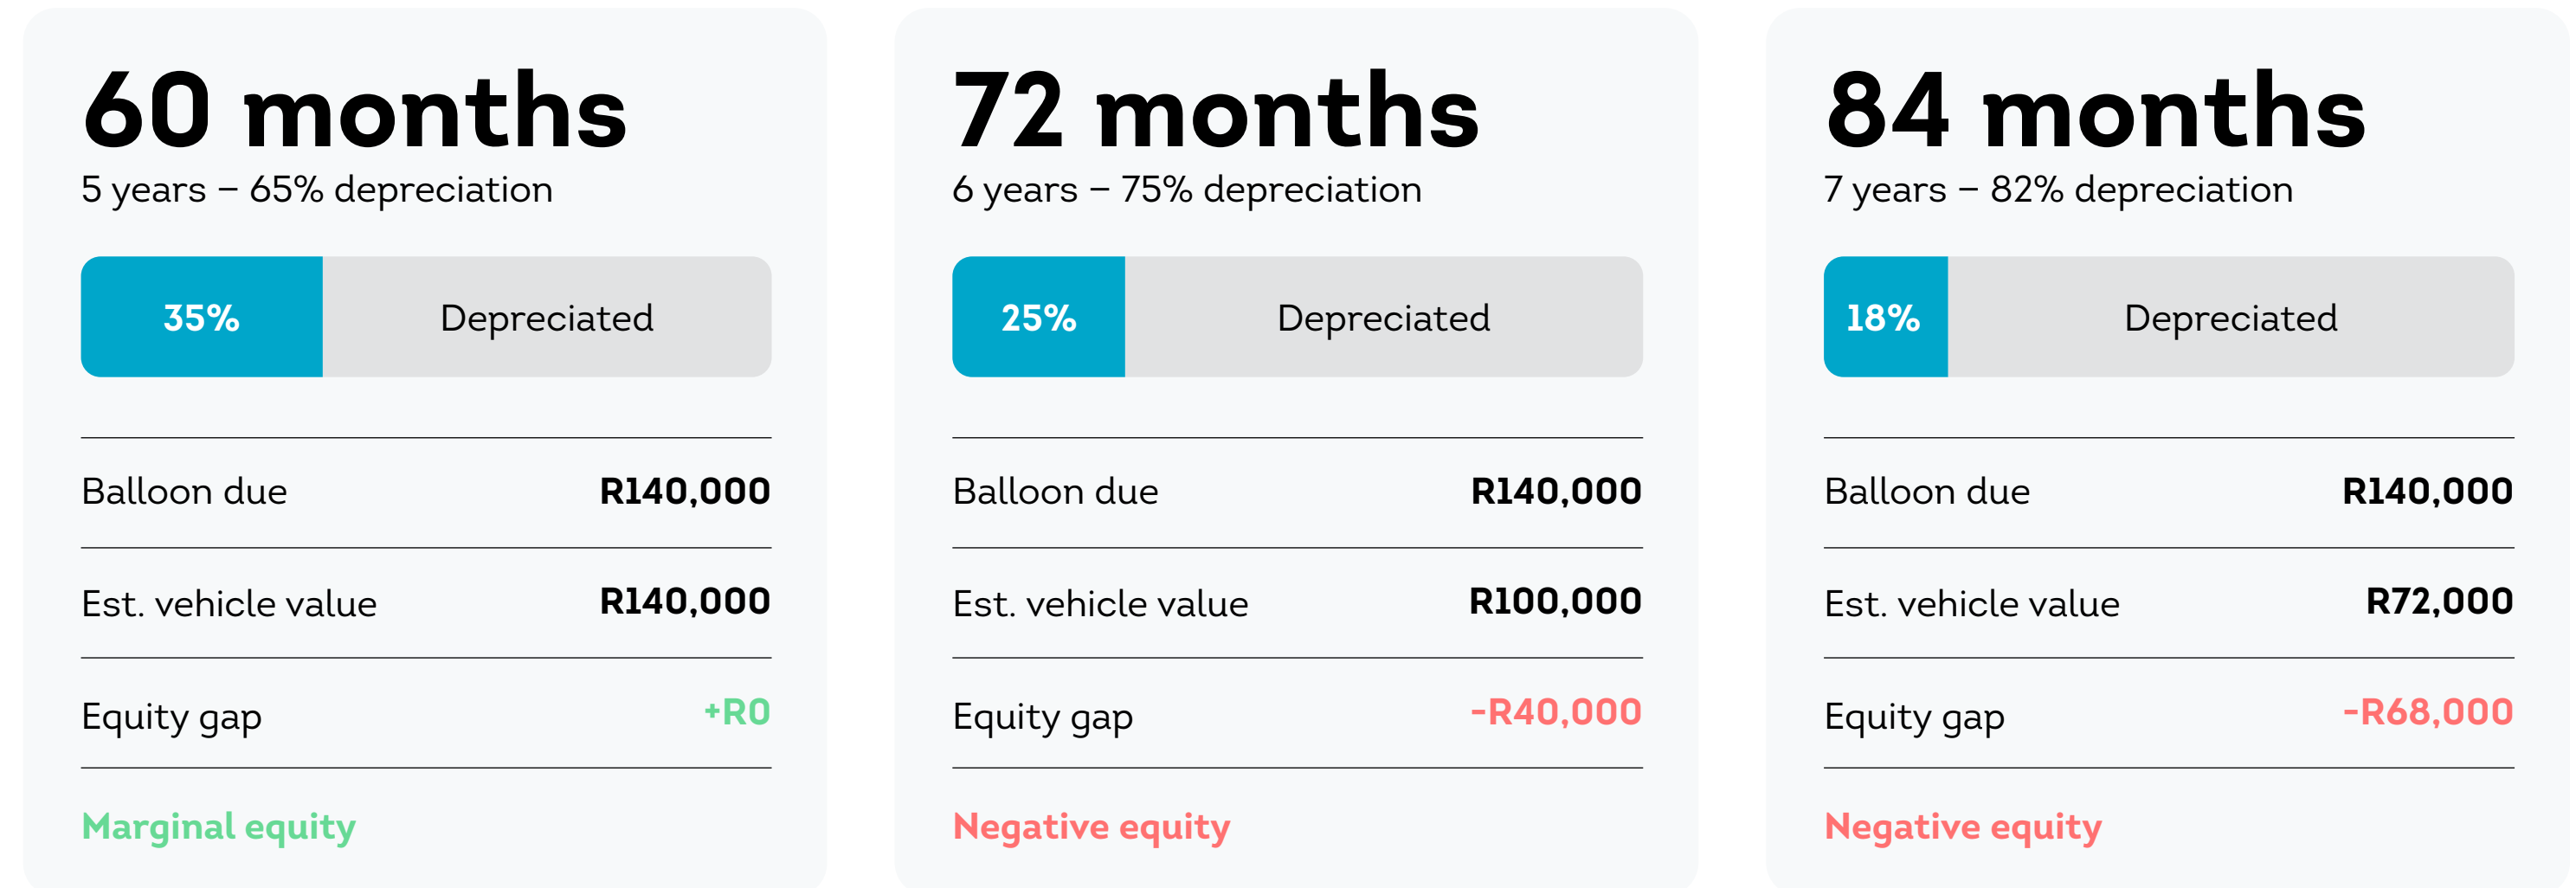 60 months
5 years – 65% depreciation
35%
Depreciated
Balloon due R140,000
Est. vehicle value R140,000
Equity gap +R0
Marginal equity
72 months
6 years – 75% depreciation
25%
Depreciated
Balloon due R140,000
Est. vehicle value R100,000
Equity gap -R40,000
Negative equity
84 months
7 years – 82% depreciation
18%
Depreciated
Balloon due R140,000
Est. vehicle value R72,000
Equity gap -R68,000
Negative equity